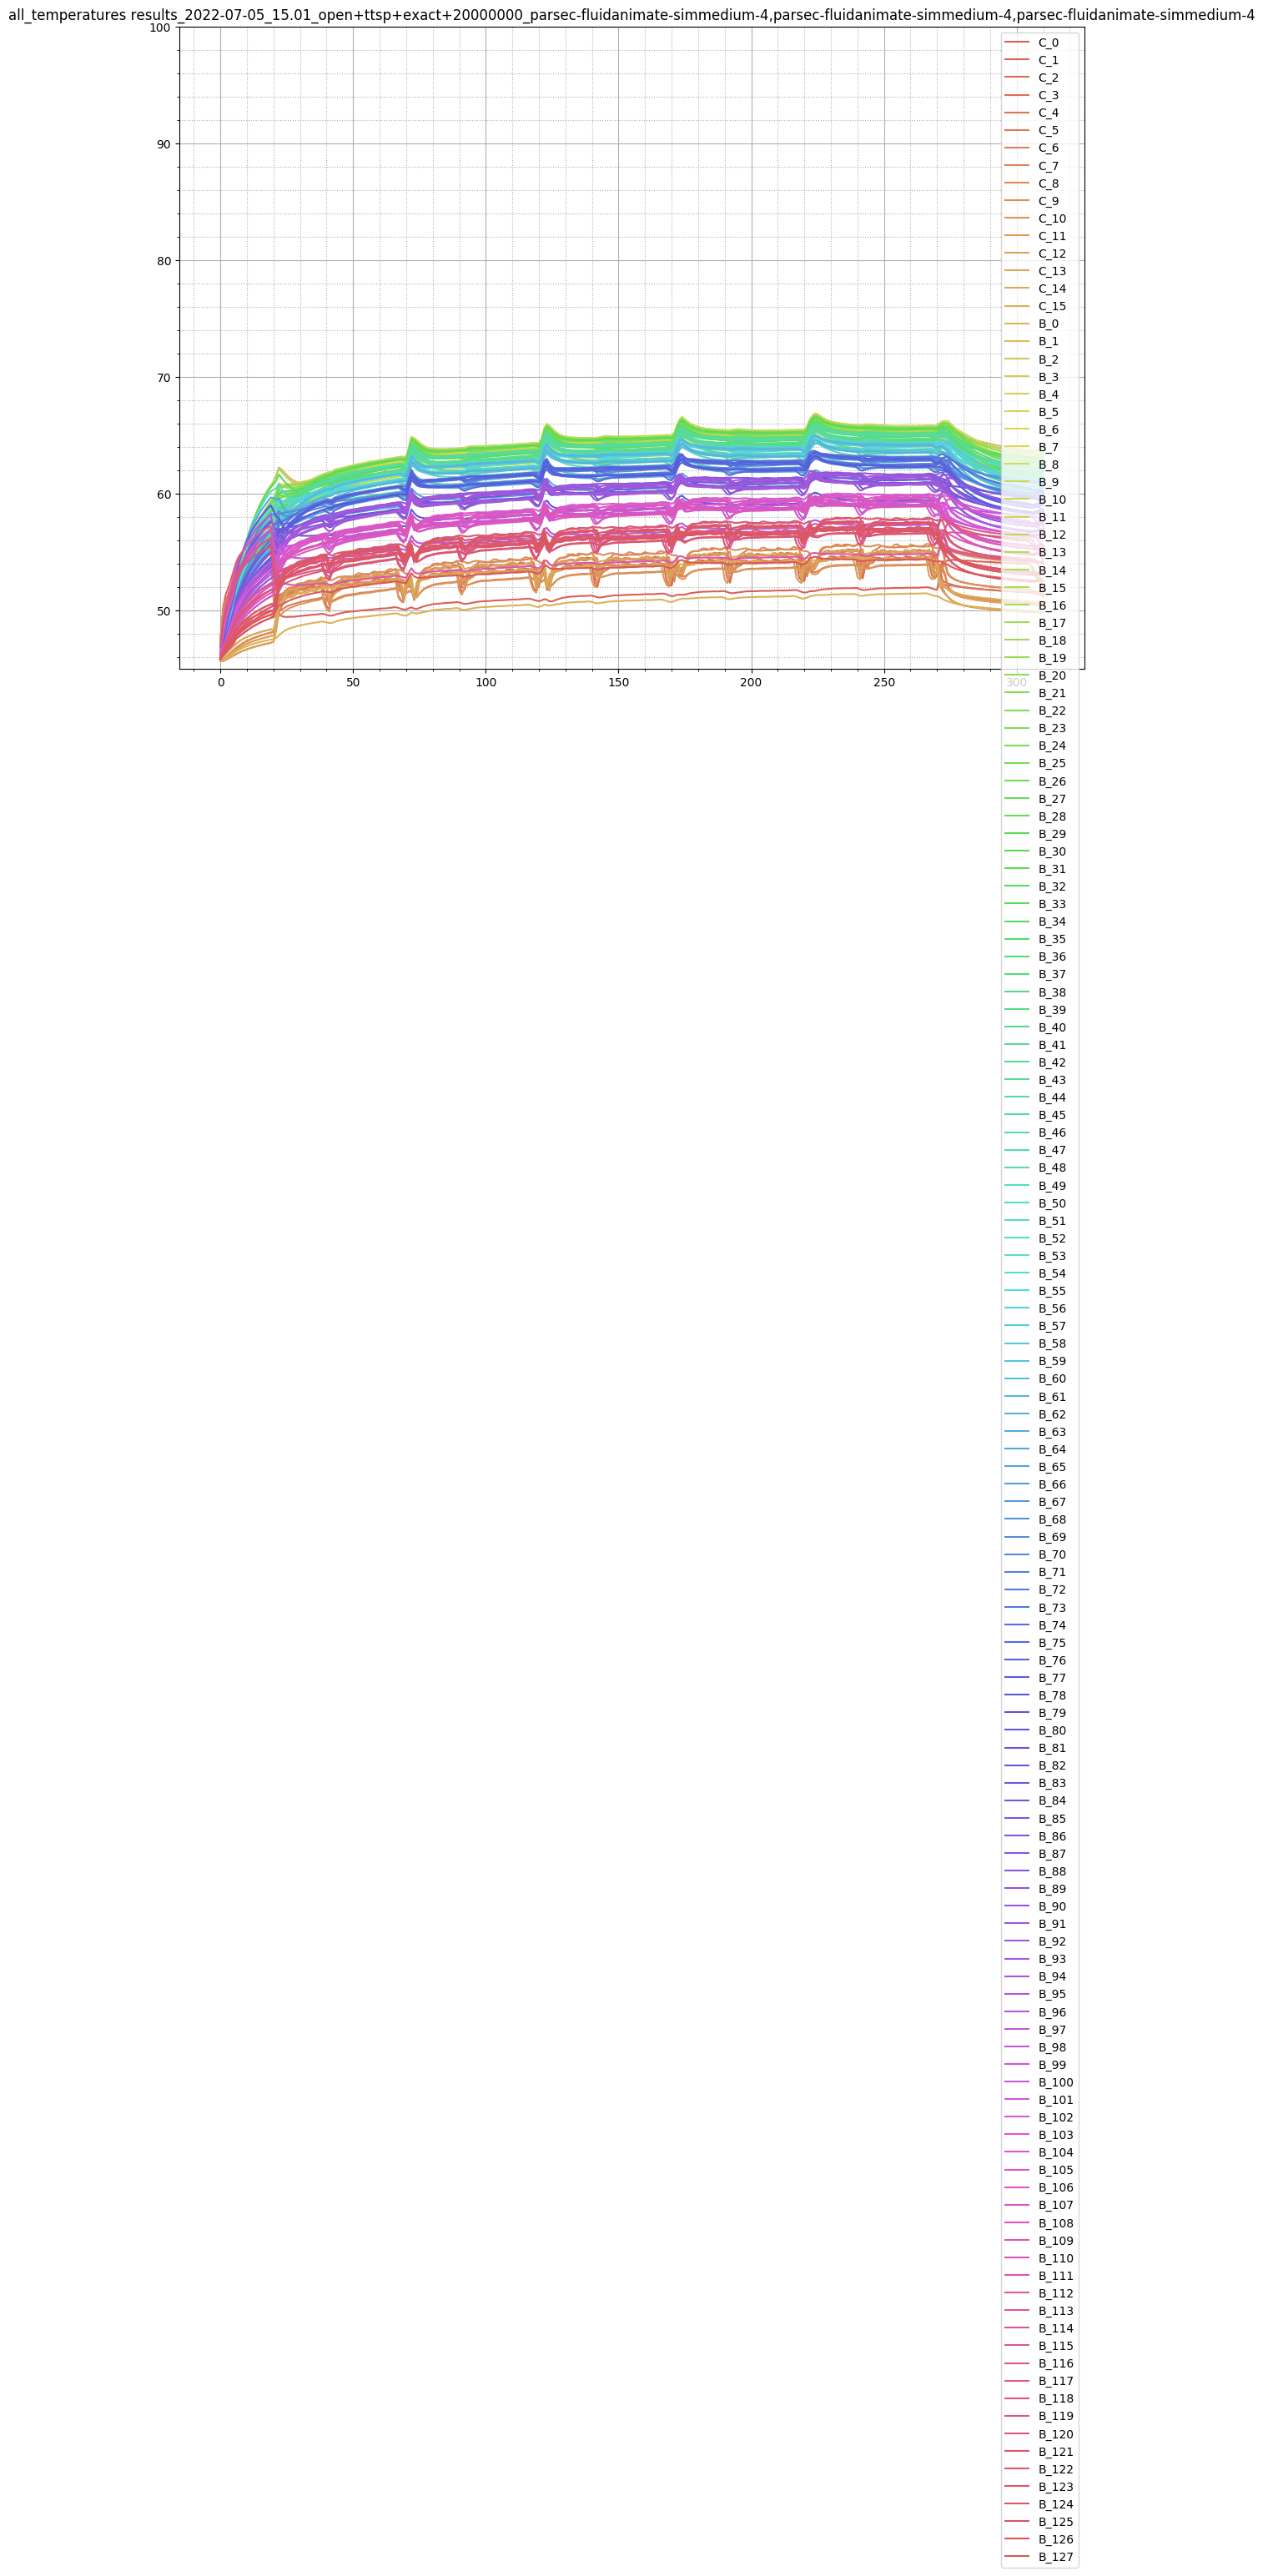 all_temperatures results_2022-07-05_15.01_open+ttsp+exact+20000000_parsec-fluidanimate-simmedium-4,parsec-fluidanimate-simmedium-4,parsec-fluidanimate-simmedium-4
100
90
80
70
60
50
0
50
100
150
200
250
300
C_0
C_1
C_2
C_3
C_4
C_5
C_6
C_7
C_8
C_9
C_10
C_11
C_12
C_13
C_14
C_15
B_0
B_1
B_2
B_3
B_4
B_5
B_6
B_7
B_8
B_9
B_10
B_11
B_12
B_13
B_14
B_15
B_16
B_17
B_18
B_19
B_20
B_21
B_22
B_23
B_24
B_25
B_26
B_27
B_28
B_29
B_30
B_31
B_32
B_33
B_34
B_35
B_36
B_37
B_38
B_39
B_40
B_41
B_42
B_43
B_44
B_45
B_46
B_47
B_48
B_49
B_50
B_51
B_52
B_53
B_54
B_55
B_56
B_57
B_58
B_59
B_60
B_61
B_62
B_63
B_64
B_65
B_66
B_67
B_68
B_69
B_70
B_71
B_72
B_73
B_74
B_75
B_76
B_77
B_78
B_79
B_80
B_81
B_82
B_83
B_84
B_85
B_86
B_87
B_88
B_89
B_90
B_91
B_92
B_93
B_94
B_95
B_96
B_97
B_98
B_99
B_100
B_101
B_102
B_103
B_104
B_105
B_106
B_107
B_108
B_109
B_110
B_111
B_112
B_113
B_114
B_115
B_116
B_117
B_118
B_119
B_120
B_121
B_122
B_123
B_124
B_125
B_126
B_127